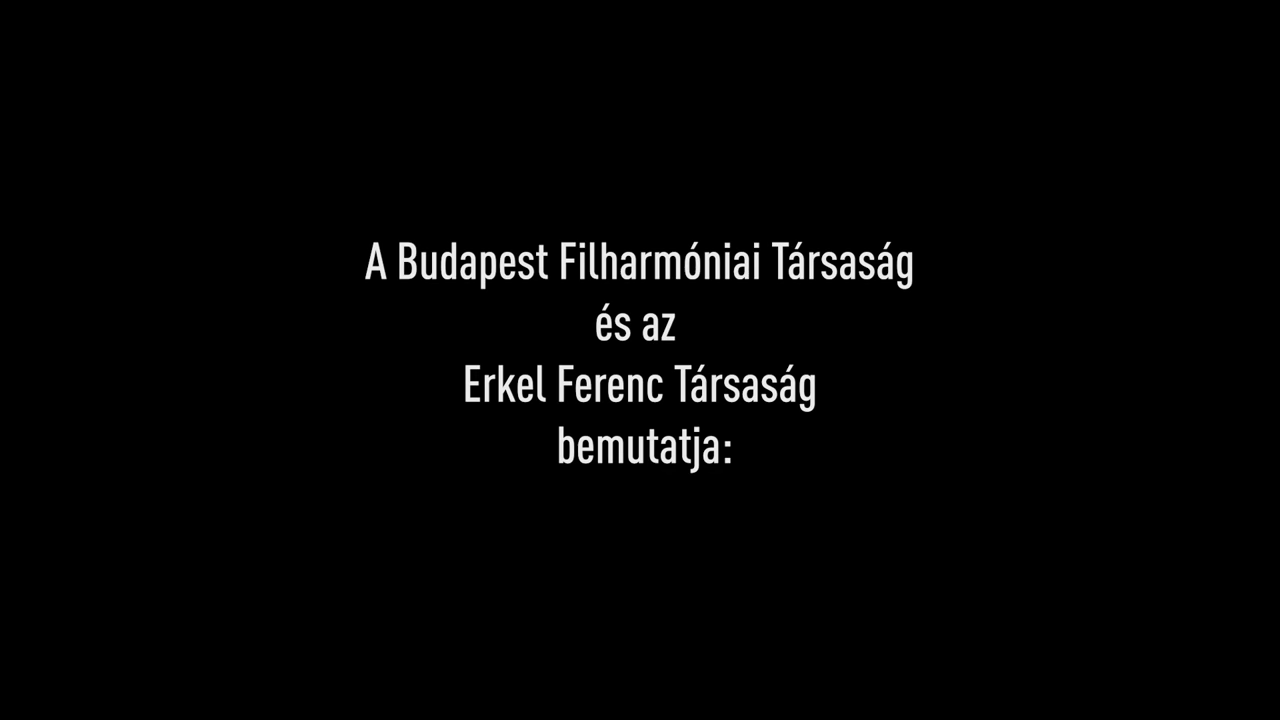 A Budapest Filharmóniai Társaság
és az
Erkel Ferenc Társaság
bemutatja: